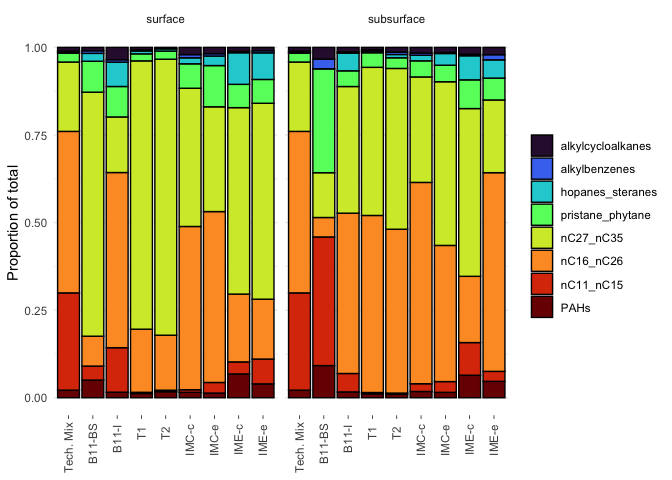 surface
subsurface
Proportion of total
1.00
0.75
0.50
0.25
0.00
Tech. Mix
B11-BS
B11-I
T1
T2
IMC-c
IMC-e
IME-c
IME-e
Tech. Mix
B11-BS
B11-I
T1
T2
IMC-c
IMC-e
IME-c
IME-e
alkylcycloalkanes
alkylbenzenes
hopanes_steranes
pristane_phytane
nC27_nC35
nC16_nC26
nC11_nC15
PAHs